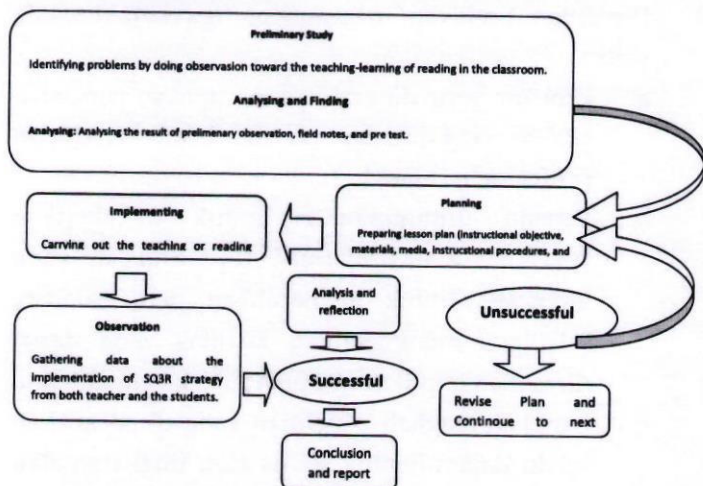 Preliminary Study
Identifying problems by doing observasion toward the teaching-learning of reading in the classroom.
Analysing and Finding
Analysing: Analysing the result of prelimenary observation, field notes, and pre test.
Implementing
Carrying out the teaching or reading
Planning
Preparing lesson plan (instructional objective,
materials, media, instrucational procedures, and
Observation
Gathering data about the
implementation of SQ3R strategy
from both teacher and the students.
Analysis and
reflection
Successful
Conclusion
and report
Unsuccessful
Revise Plan and
Continoue to next